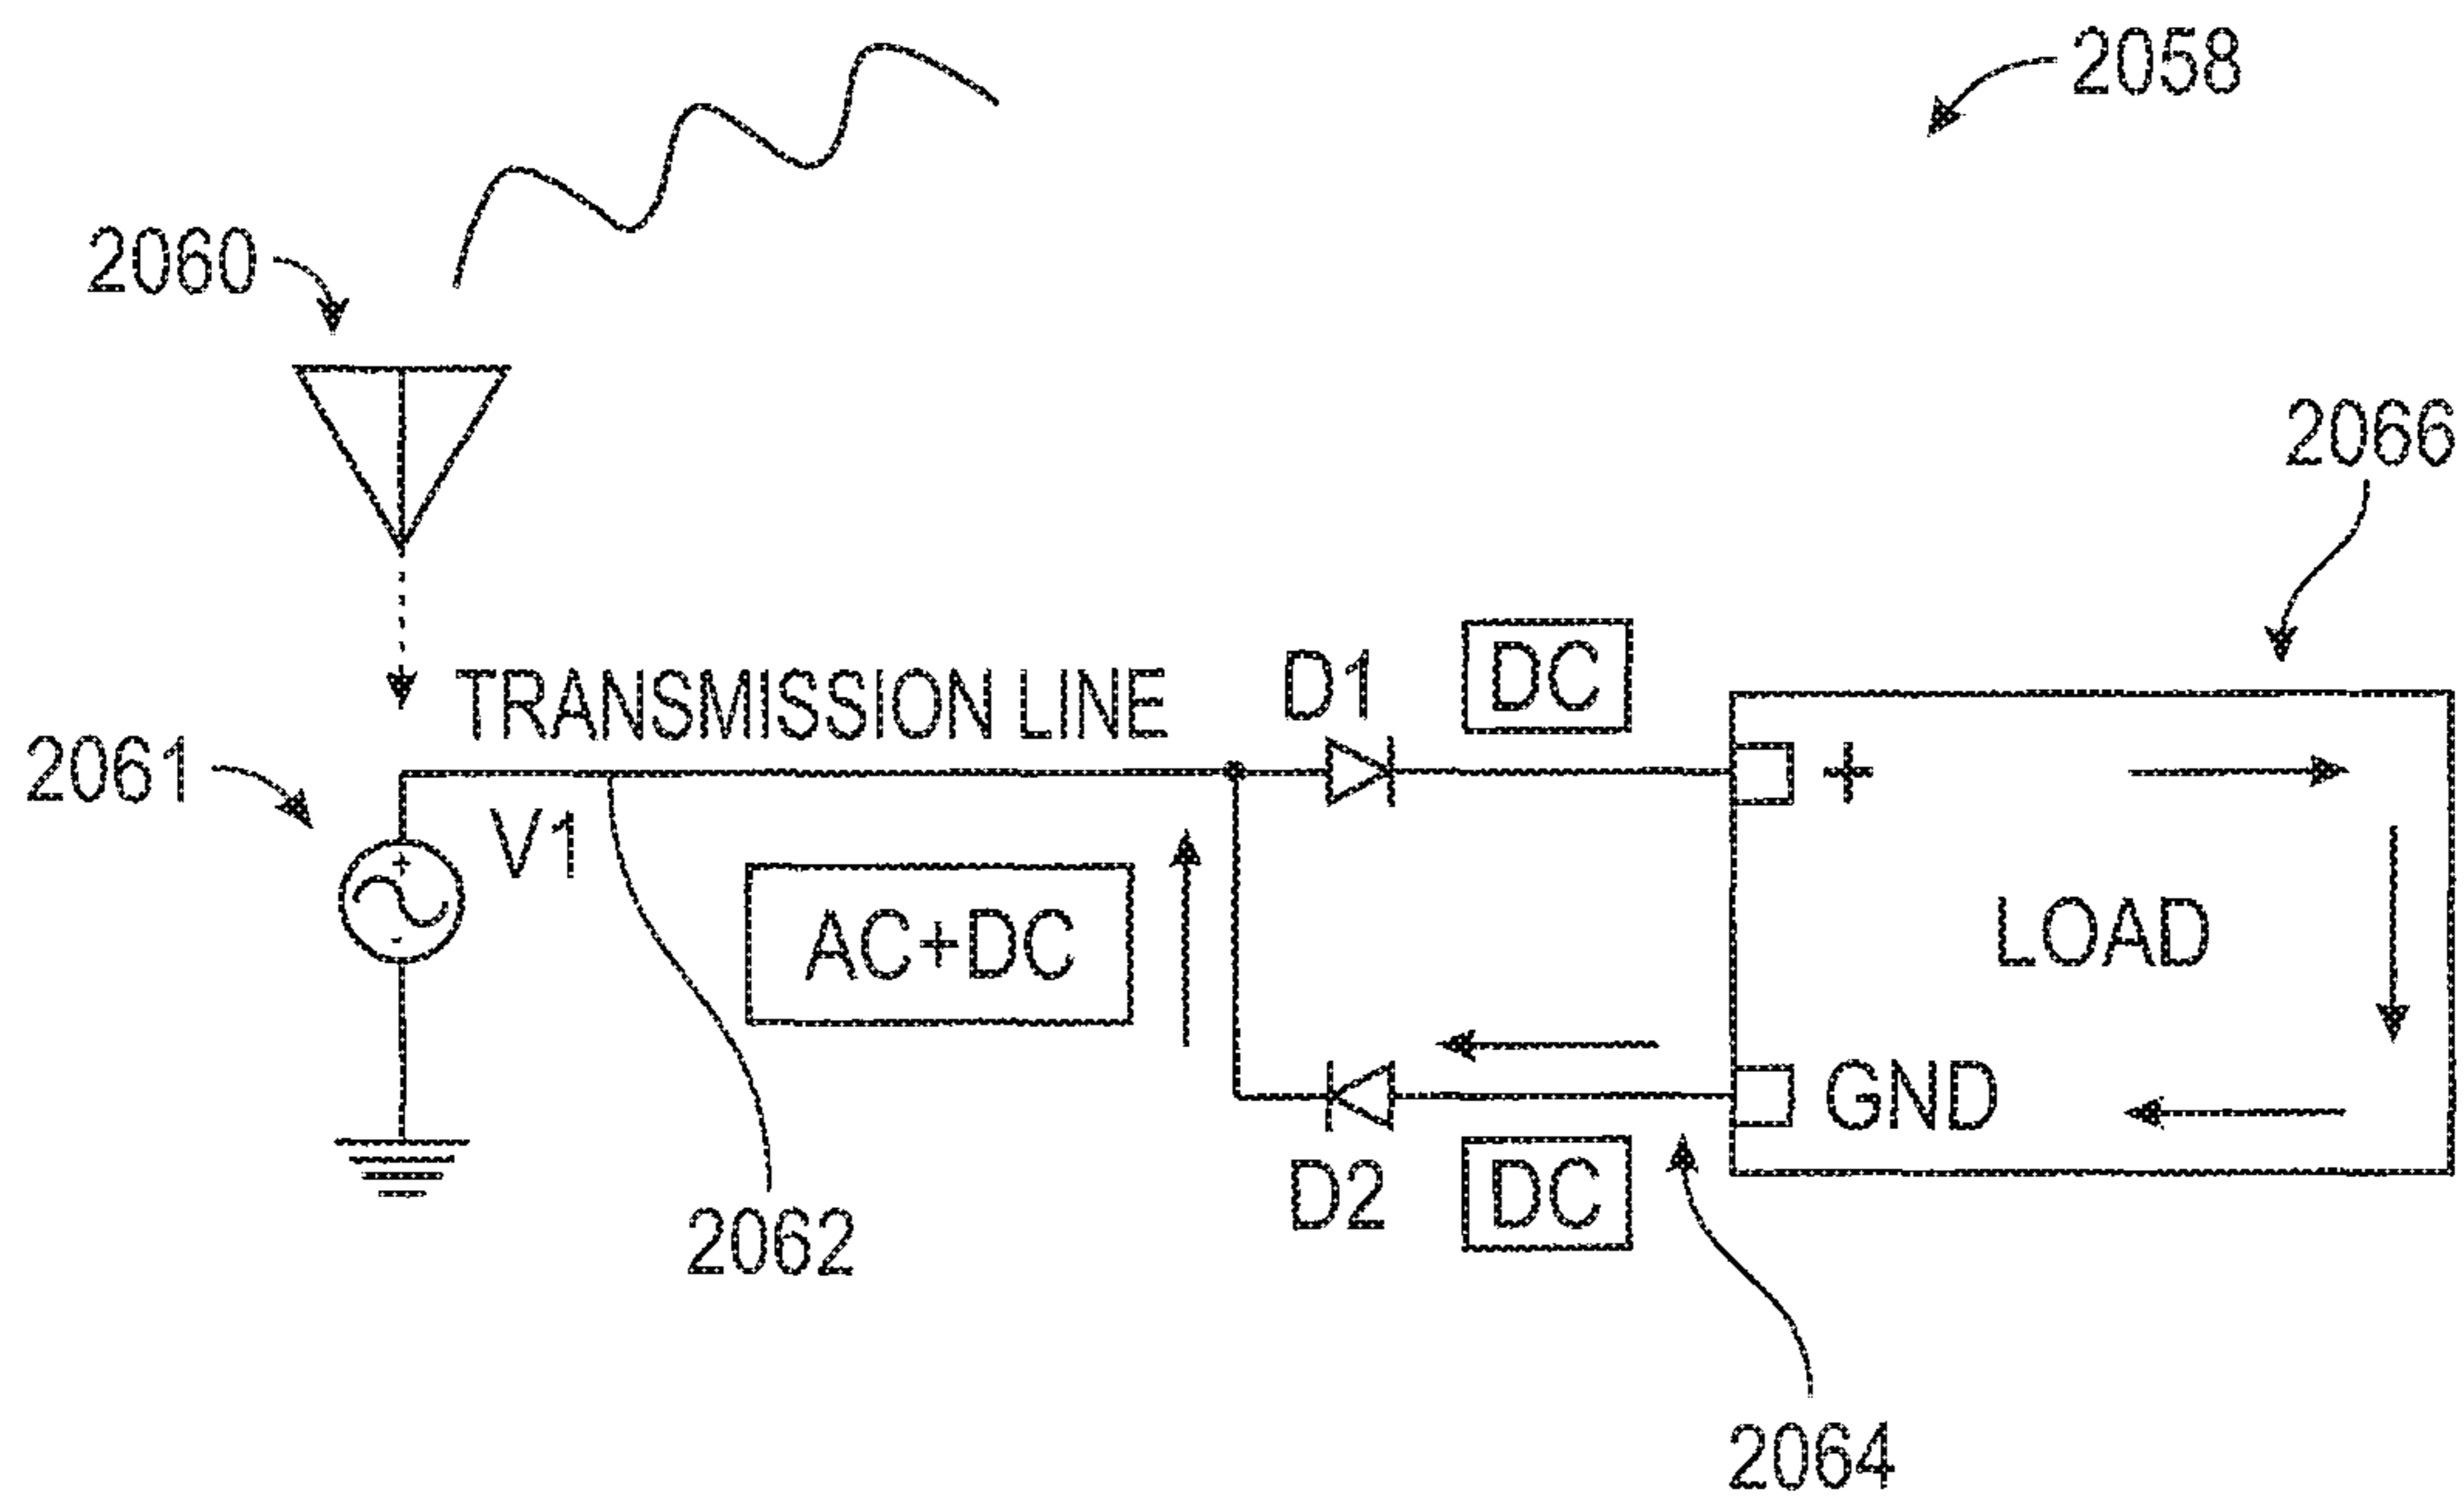 2058
2060
2066
TRANSMISSION LINE
D1
DC
2061
V1
+
+
-
AC+DC
LOAD
GND
D2
DC
2062
2064